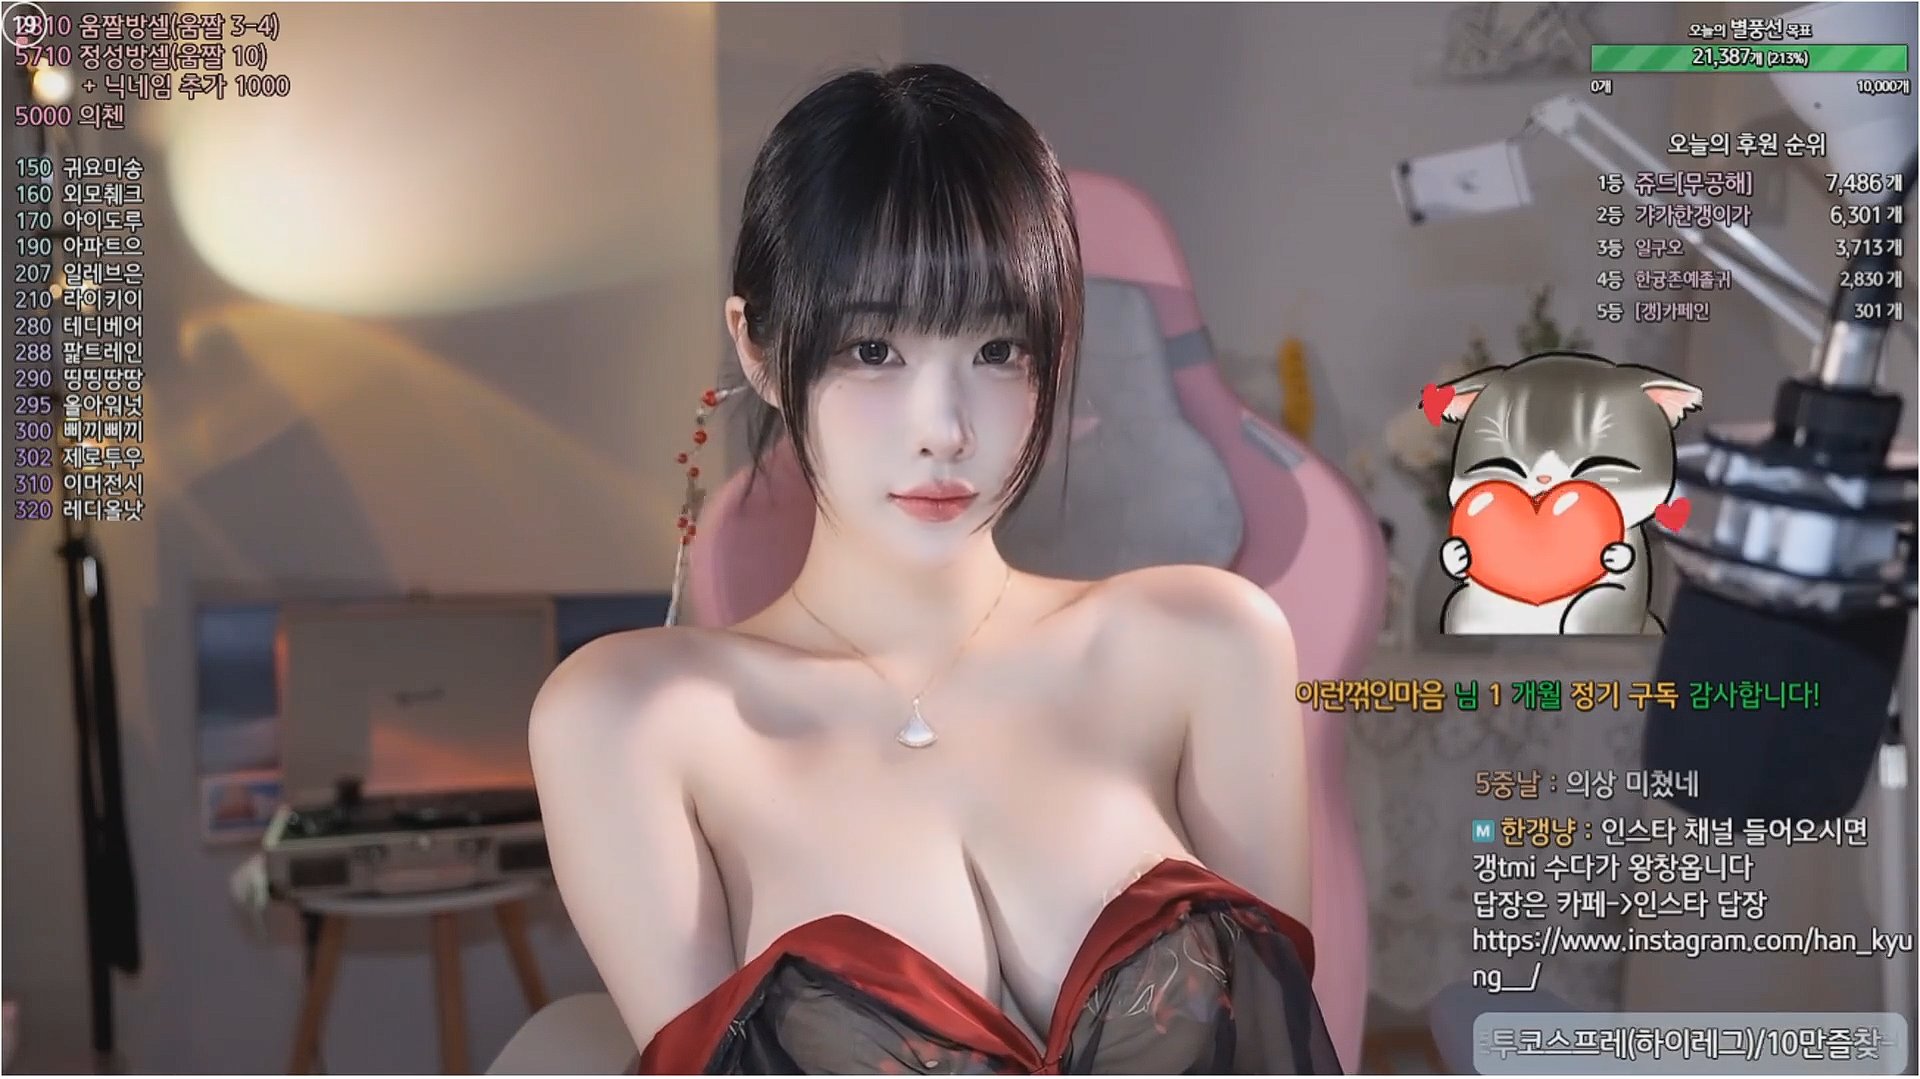 19
3810 움짤방셀(움짤 3-4)
5710 정성방셀(움짤 10)
+ 닉네임 추가 1000
5000 의첸
150 귀요미송
160 외모췌크
170 아이도루
190 아파트으
207 일레브은
210 라이키이
280 테디베어
288 팥트레인
290 띵띵땅땅
295 올아워넛
300 삐끼삐끼
302 제로투우
310 이머전시
320 레디올낫
오늘의 별풍선 목표
21,387개 (213%)
0개 10,000개
오늘의 후원 순위
1등 쥬드[무공해] 7,486 개
2등 갸가한갱이가 6,301 개
3등 일구오 3,713 개
4등 한귱존예졸귀 2,830 개
5등 [갱]카페인 301 개
이런꺾인마음 님 1 개월 정기 구독 감사합니다!
5중날 : 의상 미쳤네
M 한갱냥 : 인스타 채널 들어오시면
갱tmi 수다가 왕창옵니다
답장은 카페->인스타 답장
https://www.instagram.com/han_kyu
ng__/
투코스프레(하이레그)/10만즐찾